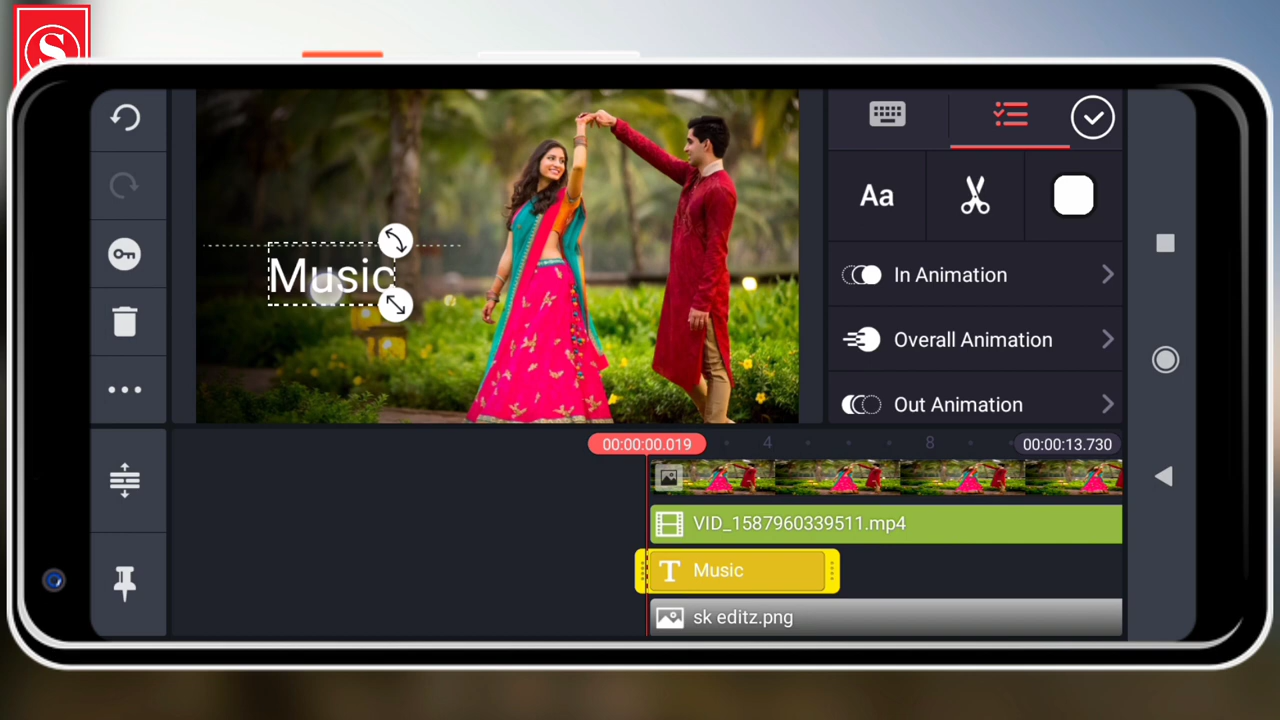 S
Aa
In Animation
Music
Overall Animation
Out Animation
00:00:00.019
4
8
00:00:13.730
VID_1587960339511.mp4
T Music
sk editz.png